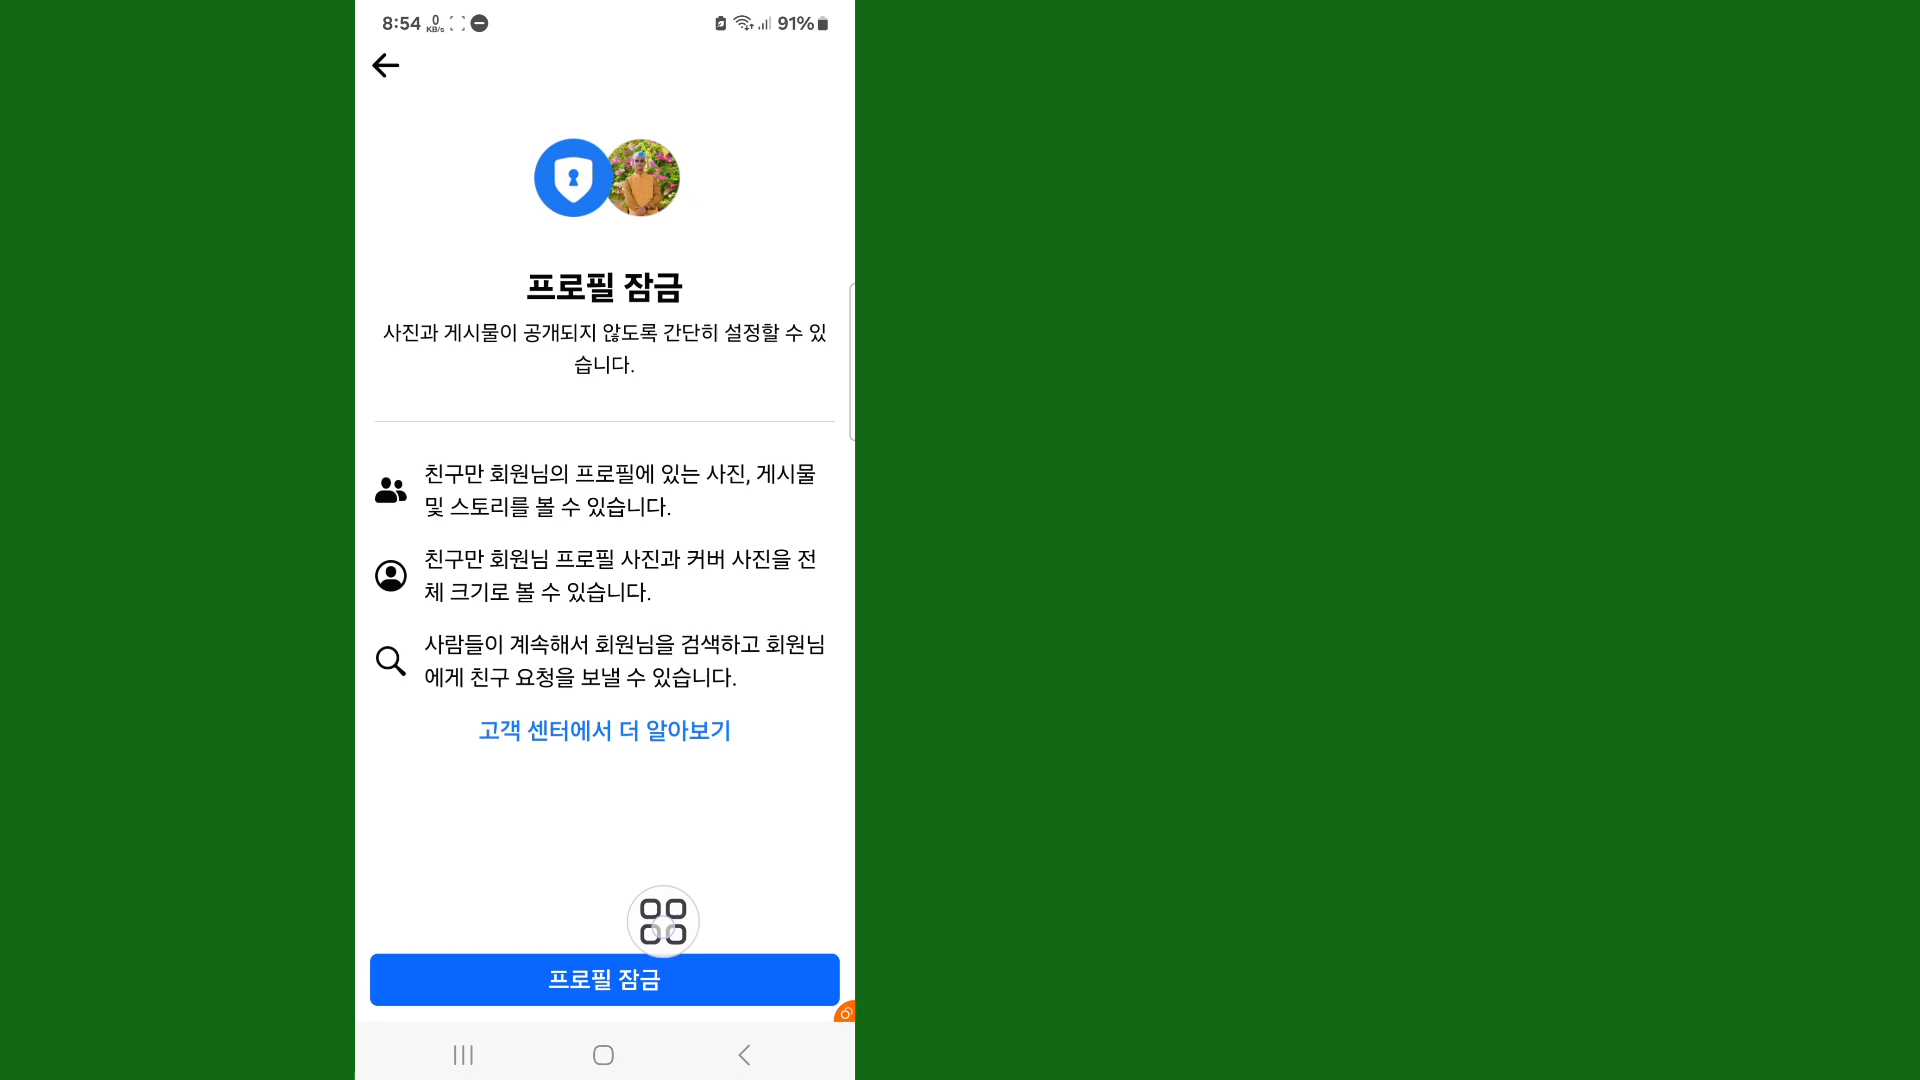 8:54 0 KB/s 91%
프로필 잠금
사진과 게시물이 공개되지 않도록 간단히 설정할 수 있
습니다.
친구만 회원님의 프로필에 있는 사진, 게시물
및 스토리를 볼 수 있습니다.
친구만 회원님 프로필 사진과 커버 사진을 전
체 크기로 볼 수 있습니다.
사람들이 계속해서 회원님을 검색하고 회원님
에게 친구 요청을 보낼 수 있습니다.
고객 센터에서 더 알아보기
프로필 잠금